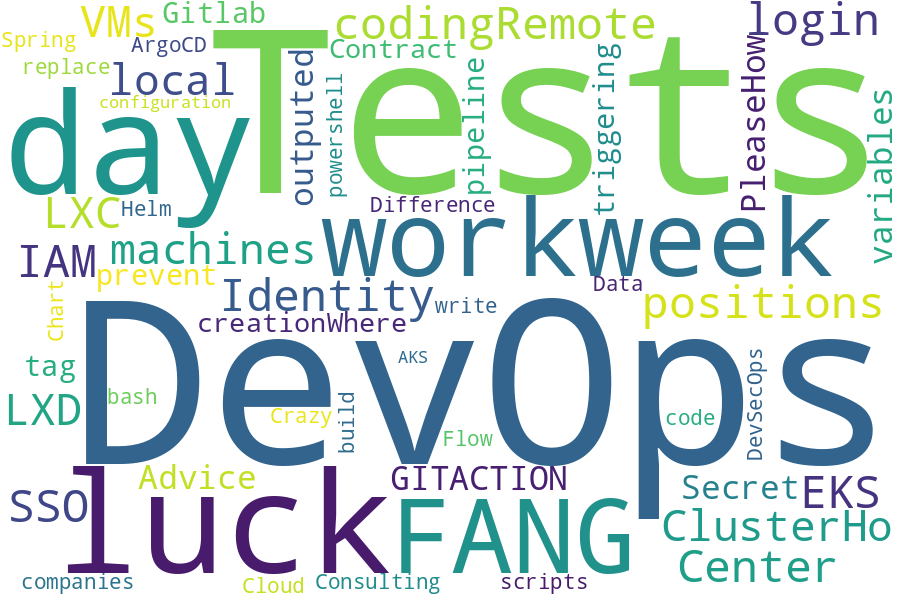 VMs
Gitlab
codingRemote
login
Spring
ArgoCD
Contract
replace
local
configuration
outputed
powershell
pipeline
triggering
PleaseHow
variables
day
Tests
LXC
Helm
Difference
workweek
IAM
machines
prevent
Identity
write
Data
positions
Chart
creationWhere
DevOps
AKS
tag
LXD
bash
Crazy
build
Flow
code
DevSecOps
luck
Advice
GITACTION
FANG
Secret
EKS
SSO
ClusterHo
Center
companies
Cloud
Consulting
scripts